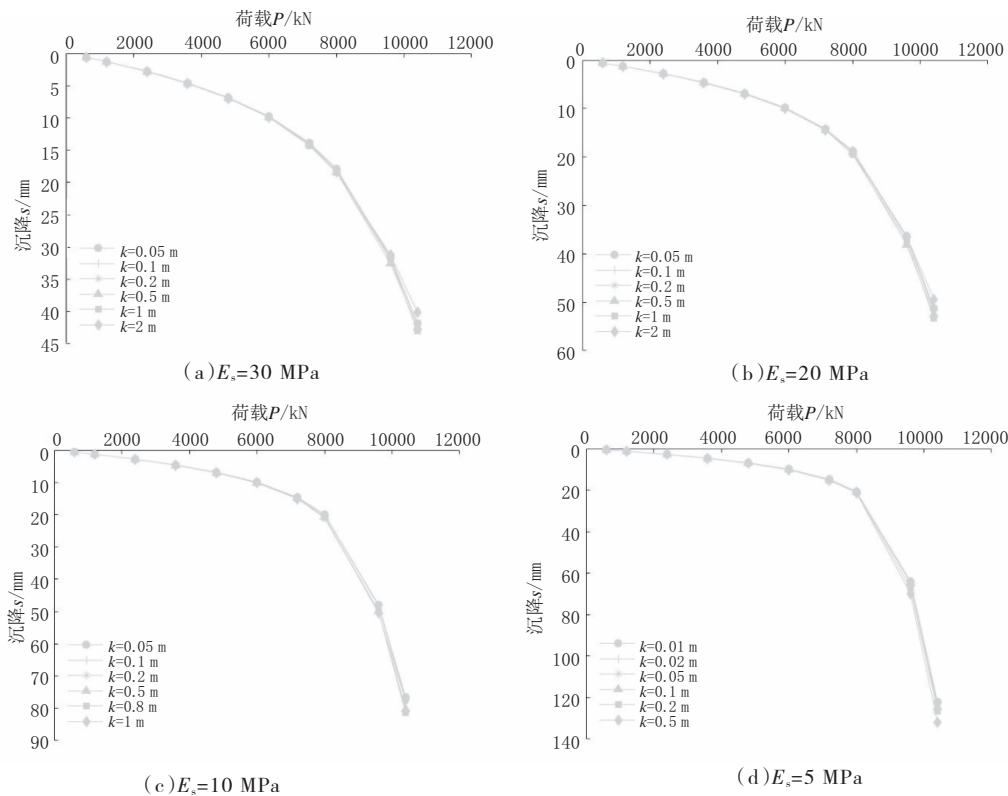 荷载P/kN
0 2000 4000 6000 8000 10000 12000
0
5
10
15
20
25
30
35
40
45
沉降s/mm
k=0.05 m
k=0.1 m
k=0.2 m
k=0.5 m
k=1 m
k=2 m
(a)Es=30 MPa
荷载P/kN
0 2000 4000 6000 8000 10000 12000
0
10
20
30
40
50
60
沉降s/mm
k=0.05 m
k=0.1 m
k=0.2 m
k=0.5 m
k=1 m
k=2 m
(b)Es=20 MPa
荷载P/kN
0 2000 4000 6000 8000 10000 12000
0
10
20
30
40
50
60
70
80
90
沉降s/mm
k=0.05 m
k=0.1 m
k=0.2 m
k=0.5 m
k=0.8 m
k=1 m
(c)Es=10 MPa
荷载P/kN
0 2000 4000 6000 8000 10000 12000
0
20
40
60
80
100
120
140
沉降s/mm
k=0.01 m
k=0.02 m
k=0.05 m
k=0.1 m
k=0.2 m
k=0.5 m
(d)Es=5 MPa